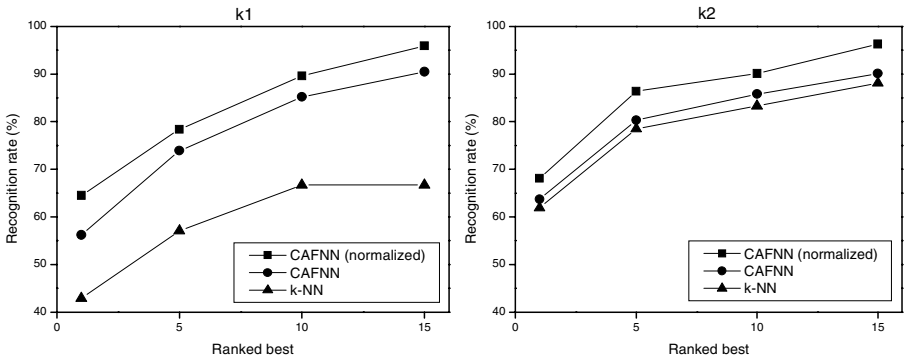 k1
100
90
80
70
60
50
40
Recognition rate (%)
0
5
10
15
Ranked best
CAFNN (normalized)
CAFNN
k-NN
k2
100
90
80
70
60
50
40
Recognition rate (%)
0
5
10
15
Ranked best
CAFNN (normalized)
CAFNN
k-NN